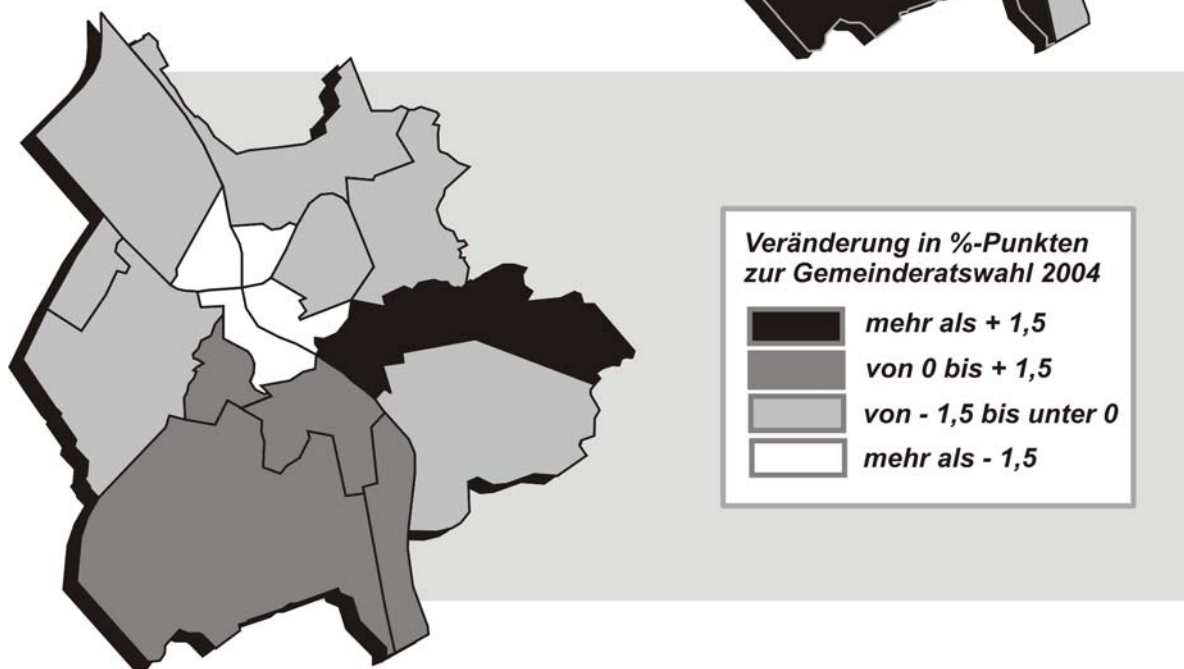 Veränderung in %-Punkten
zur Gemeinderatswahl 2004
mehr als + 1,5
von 0 bis + 1,5
von - 1,5 bis unter 0
mehr als - 1,5